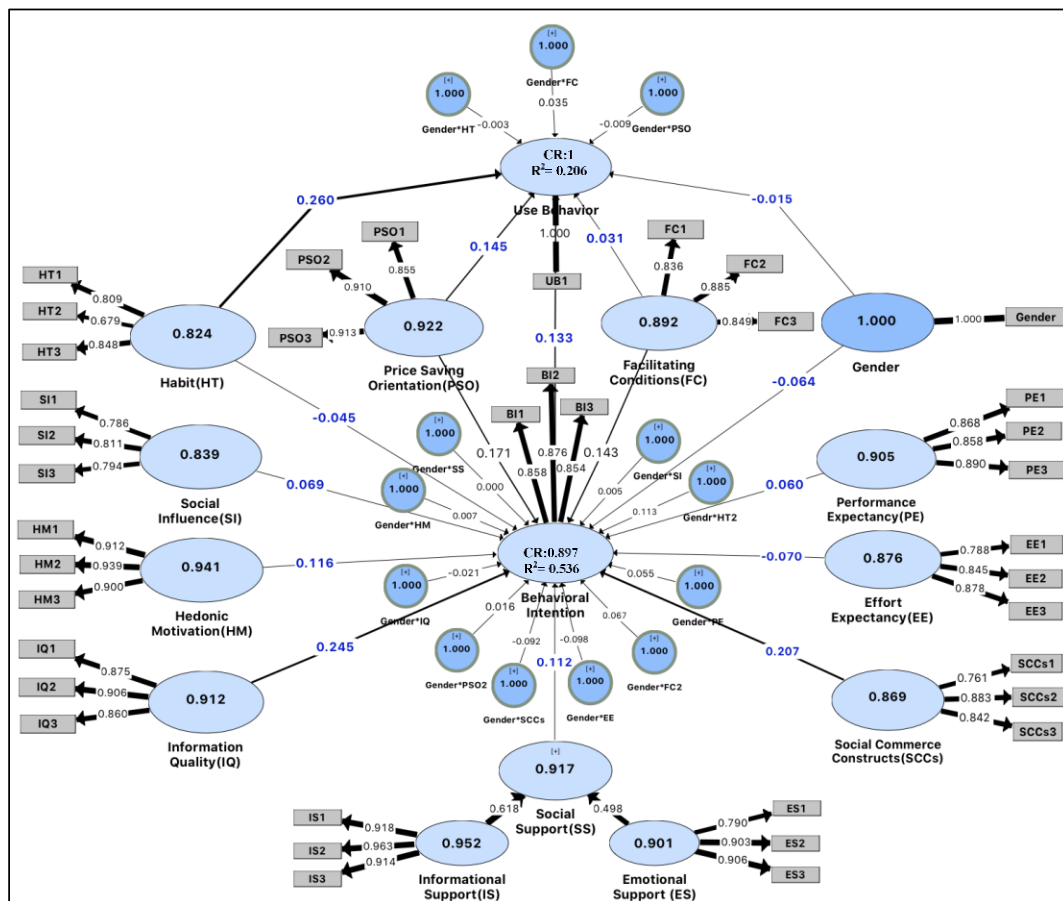 [+]
1.000
Gender*FC
[+]
1.000
Gender*HT
[+]
1.000
Gender*PSO
-0.003
0.035
-0.009
CR:1
R²= 0.206
Use Behavior
0.260
-0.015
PSO1
0.145
1.000
0.031
FC1
PSO2
0.855
0.836
FC2
HT1
0.910
UB1
0.885
0.809
HT2
0.679
0.824
PSO3
0.913
0.922
0.892
0.849
FC3
1.000
1.000
Gender
HT3
0.848
Habit(HT)
Price Saving
Orientation(PSO)
0.133
Facilitating
Conditions(FC)
Gender
BI2
-0.064
SI1
0.786
-0.045
BI1
BI3
PE1
0.868
SI2
0.811
0.839
[+]
1.000
Gender*SS
0.171
0.858
0.876
0.854
0.143
[+]
1.000
Gender*SI
0.905
0.858
PE2
SI3
0.794
0.890
PE3
Social
Influence(SI)
0.069
[+]
1.000
Gender*HM
0.000
0.005
[+]
1.000
Gender*HT2
0.060
Performance
Expectancy(PE)
0.007
0.113
HM1
0.912
HM2
0.939
0.941
0.116
CR:0.897
R²= 0.536
Behavioral
Intention
-0.070
0.876
0.788
EE1
0.845
EE2
HM3
0.900
0.878
EE3
Hedonic
Motivation(HM)
[+]
1.000
Gender*IQ
-0.021
0.055
[+]
1.000
Gender*PE
Effort
Expectancy(EE)
0.016
0.067
IQ1
0.875
0.245
[+]
1.000
Gender*PSO2
-0.092
0.112
-0.098
[+]
1.000
Gender*FC2
0.207
SCCs1
0.761
IQ2
0.906
0.912
[+]
1.000
Gender*SCCs
[+]
1.000
Gender*EE
0.869
0.883
SCCs2
IQ3
0.860
0.842
SCCs3
Information
Quality(IQ)
Social Commerce
Constructs(SCCs)
[+]
0.917
Social
Support(SS)
0.618
0.498
IS1
0.918
0.790
ES1
IS2
0.963
0.952
0.901
0.903
ES2
IS3
0.914
0.906
ES3
Informational
Support(IS)
Emotional
Support (ES)